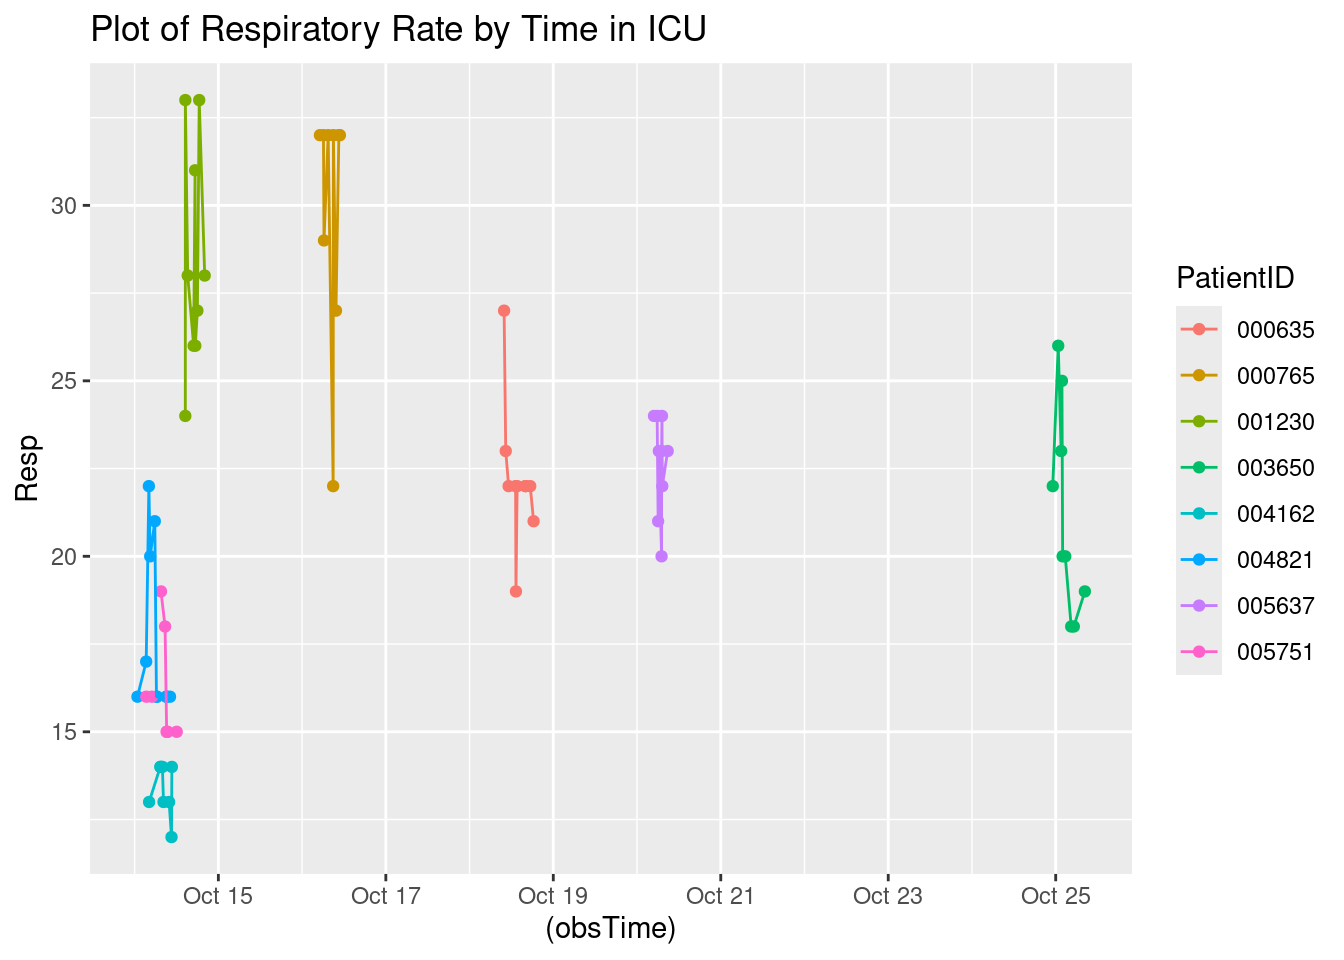 Plot of Respiratory Rate by Time in ICU
Resp
30
25
20
15
Oct 15
Oct 17
Oct 19
Oct 21
Oct 23
Oct 25
(obsTime)
PatientID
000635
000765
001230
003650
004162
004821
005637
005751